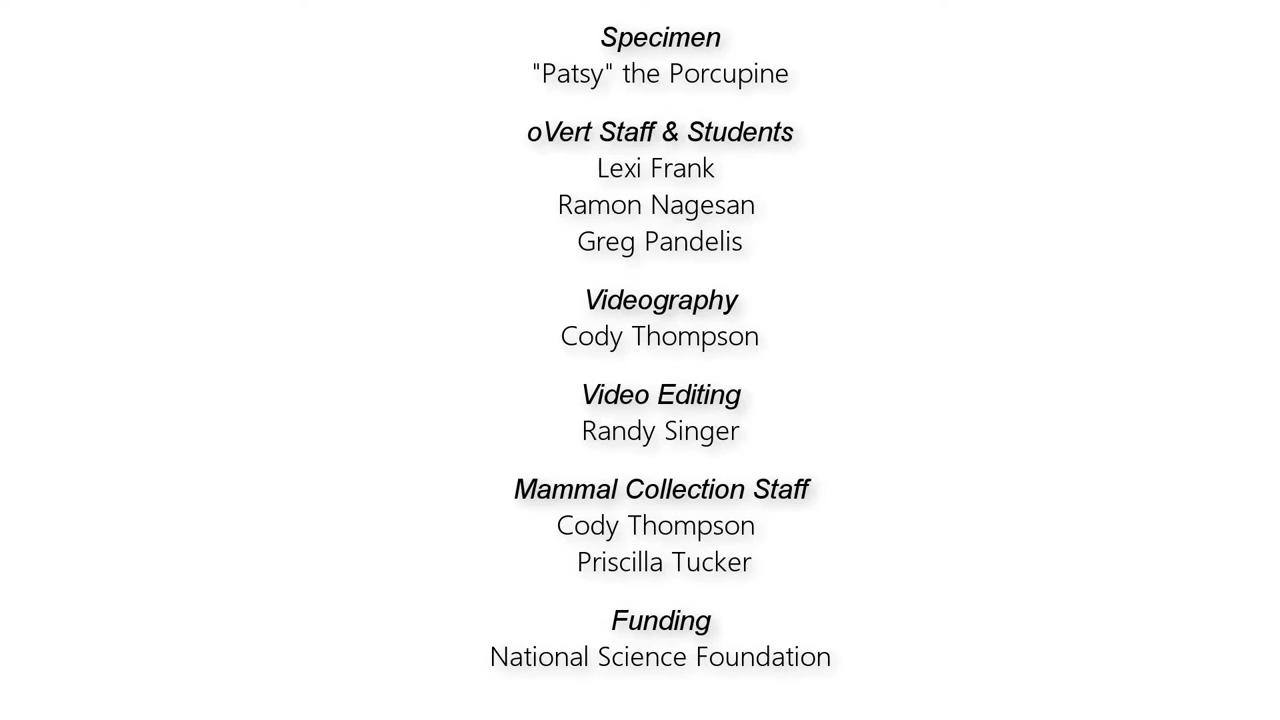 Specimen
"Patsy" the Porcupine
oVert Staff & Students
Lexi Frank
Ramon Nagesan
Greg Pandelis
Videography
Cody Thompson
Video Editing
Randy Singer
Mammal Collection Staff
Cody Thompson
Priscilla Tucker
Funding
National Science Foundation